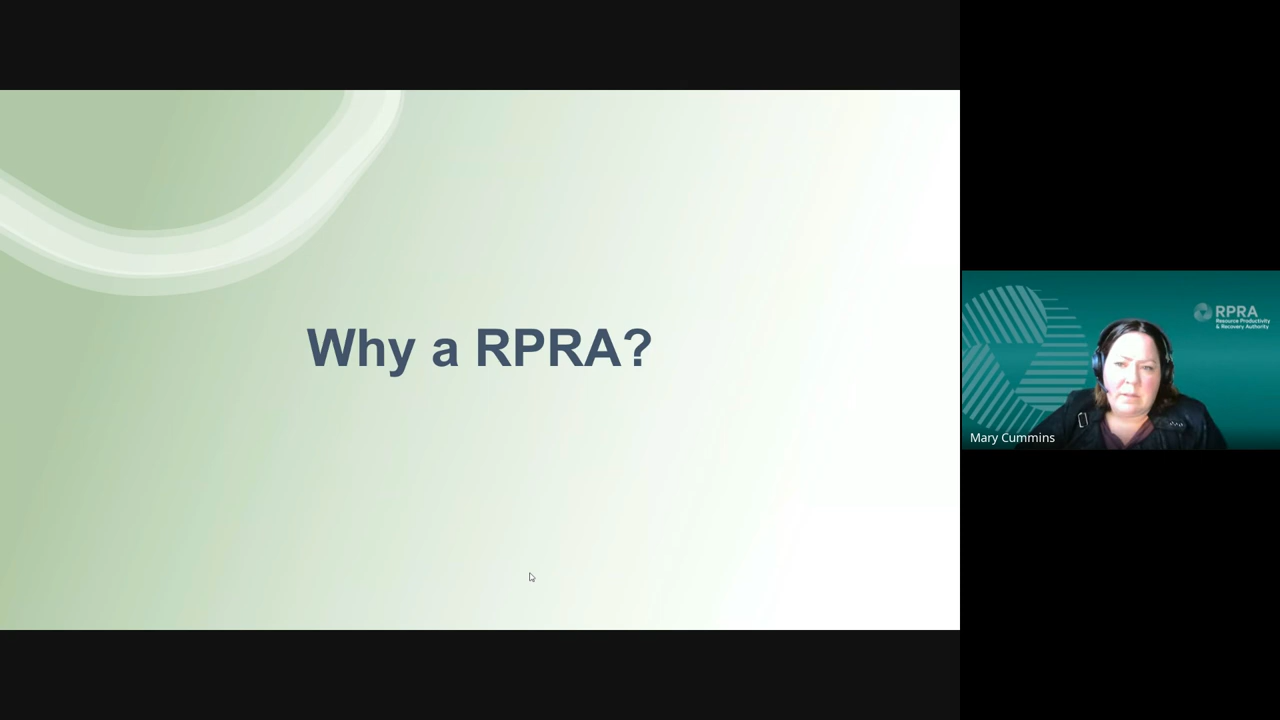 Why a RPRA?
RPRA
Resource Productivity
& Recovery Authority
Mary Cummins